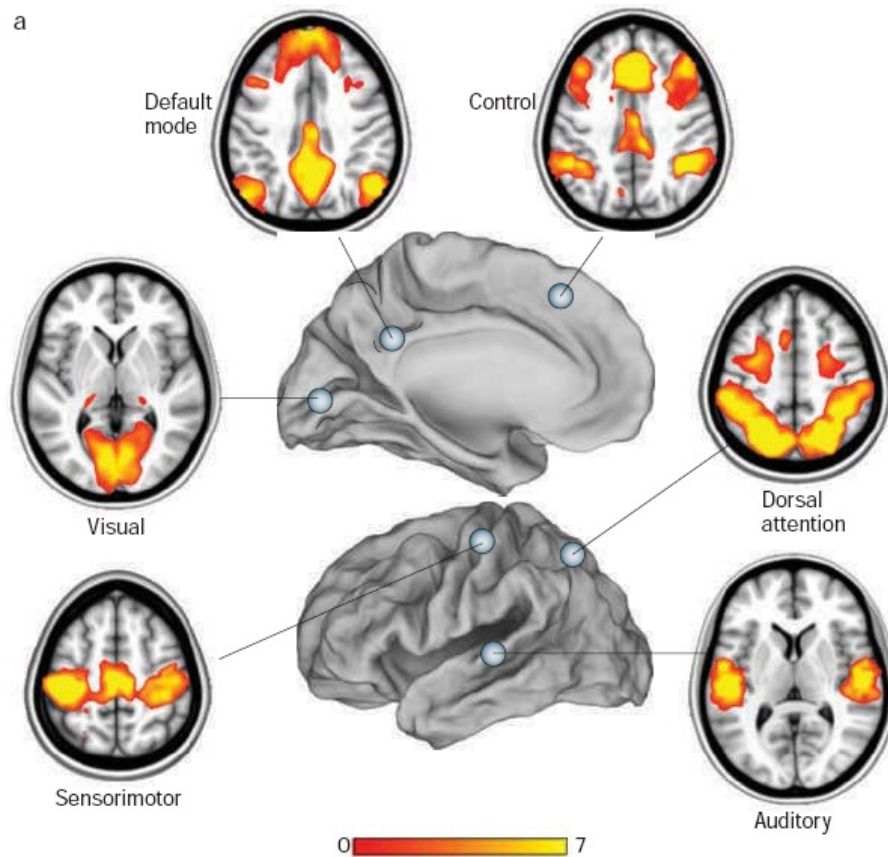 a
Default
mode
Control
Visual
Dorsal
attention
Sensorimotor
Auditory
0 7